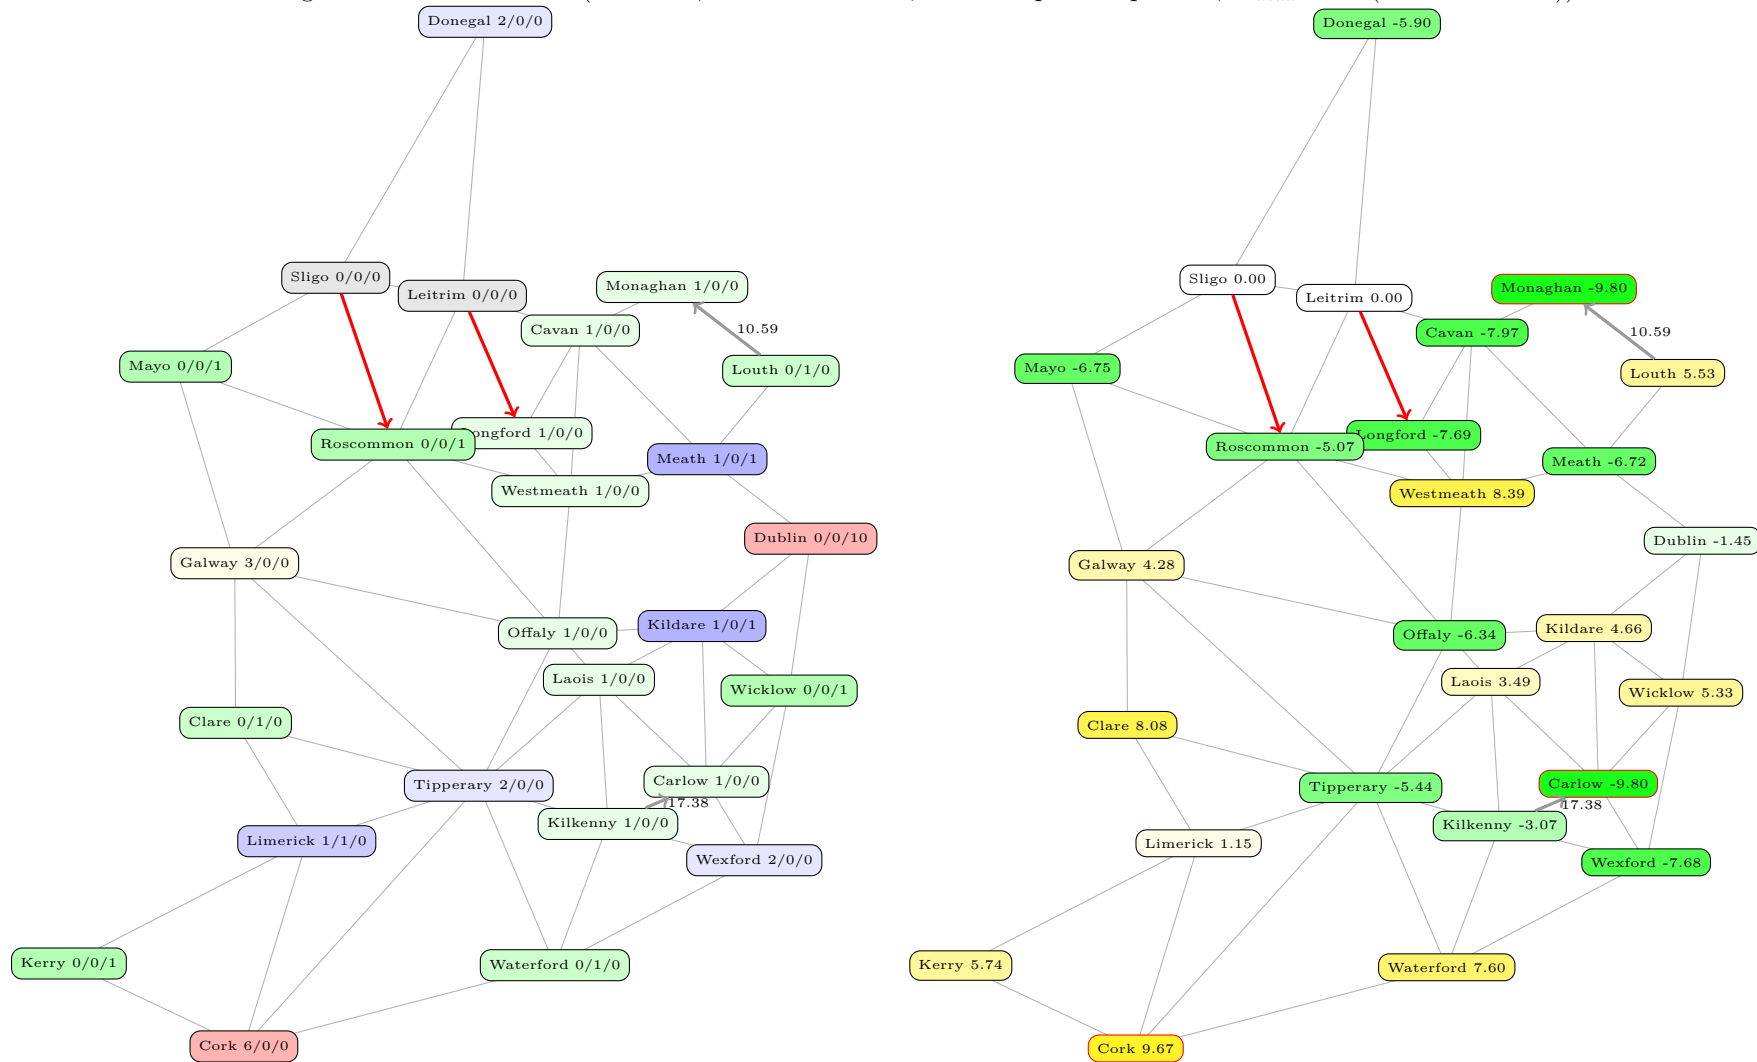 Donegal 2/0/0
Sligo 0/0/0
Leitrim 0/0/0
Monaghan 1/0/0
Cavan 1/0/0
10.59
Mayo 0/0/1
Louth 0/1/0
Roscommon 0/0/1
ongford 1/0/0
Meath 1/0/1
Westmeath 1/0/0
Dublin 0/0/10
Galway 3/0/0
Offaly 1/0/0
Kildare 1/0/1
Laois 1/0/0
Wicklow 0/0/1
Clare 0/1/0
Tipperary 2/0/0
Carlow 1/0/0
17.38
Kilkenny 1/0/0
Limerick 1/1/0
Wexford 2/0/0
Kerry 0/0/1
Waterford 0/1/0
Cork 6/0/0
Donegal -5.90
Sligo 0.00
Leitrim 0.00
Monaghan -9.80
Cavan -7.97
10.59
Mayo -6.75
Louth 5.53
Roscommon -5.07
Longford -7.69
Meath -6.72
Westmeath 8.39
Dublin -1.45
Galway 4.28
Offaly -6.34
Kildare 4.66
Laois 3.49
Wicklow 5.33
Clare 8.08
Tipperary -5.44
Carlow -9.80
17.38
Kilkenny -3.07
Limerick 1.15
Wexford -7.68
Kerry 5.74
Waterford 7.60
Cork 9.67